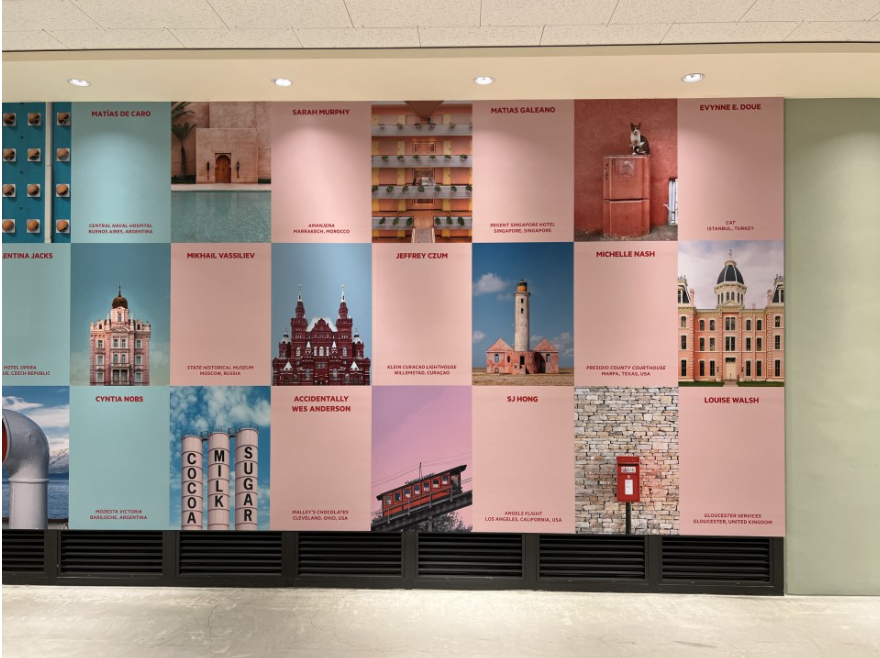 MATÍAS DE CARO
CENTRAL NAVAL HOSPITAL
BUENOS AIRES, ARGENTINA
SARAH MURPHY
AMANJENA
MARRAKECH, MOROCCO
MATIAS GALEANO
REGENT SINGAPORE HOTEL
SINGAPORE, SINGAPORE
EVYNNE E. DOUE
CAT
ISTANBUL, TURKEY
ENTINA JACKS
HOTEL OPERA
UE, CZECH REPUBLIC
MIKHAIL VASSILIEV
STATE HISTORICAL MUSEUM
MOSCOW, RUSSIA
JEFFREY CZUM
KLEIN CURACAO LIGHTHOUSE
WILLEMSTAD, CURAÇAO
MICHELLE NASH
PRESIDIO COUNTY COURTHOUSE
MARFA, TEXAS, USA
CYNTIA NOBS
MODESTA VICTORIA
BARILOCHE, ARGENTINA
COCOA
MILK
SUGAR
ACCIDENTALLY
WES ANDERSON
MALLEY'S CHOCOLATES
CLEVELAND, OHIO, USA
SJ HONG
ANGELS FLIGHT
LOS ANGELES, CALIFORNIA, USA
LOUISE WALSH
GLOUCESTER SERVICES
GLOUCESTER, UNITED KINGDOM